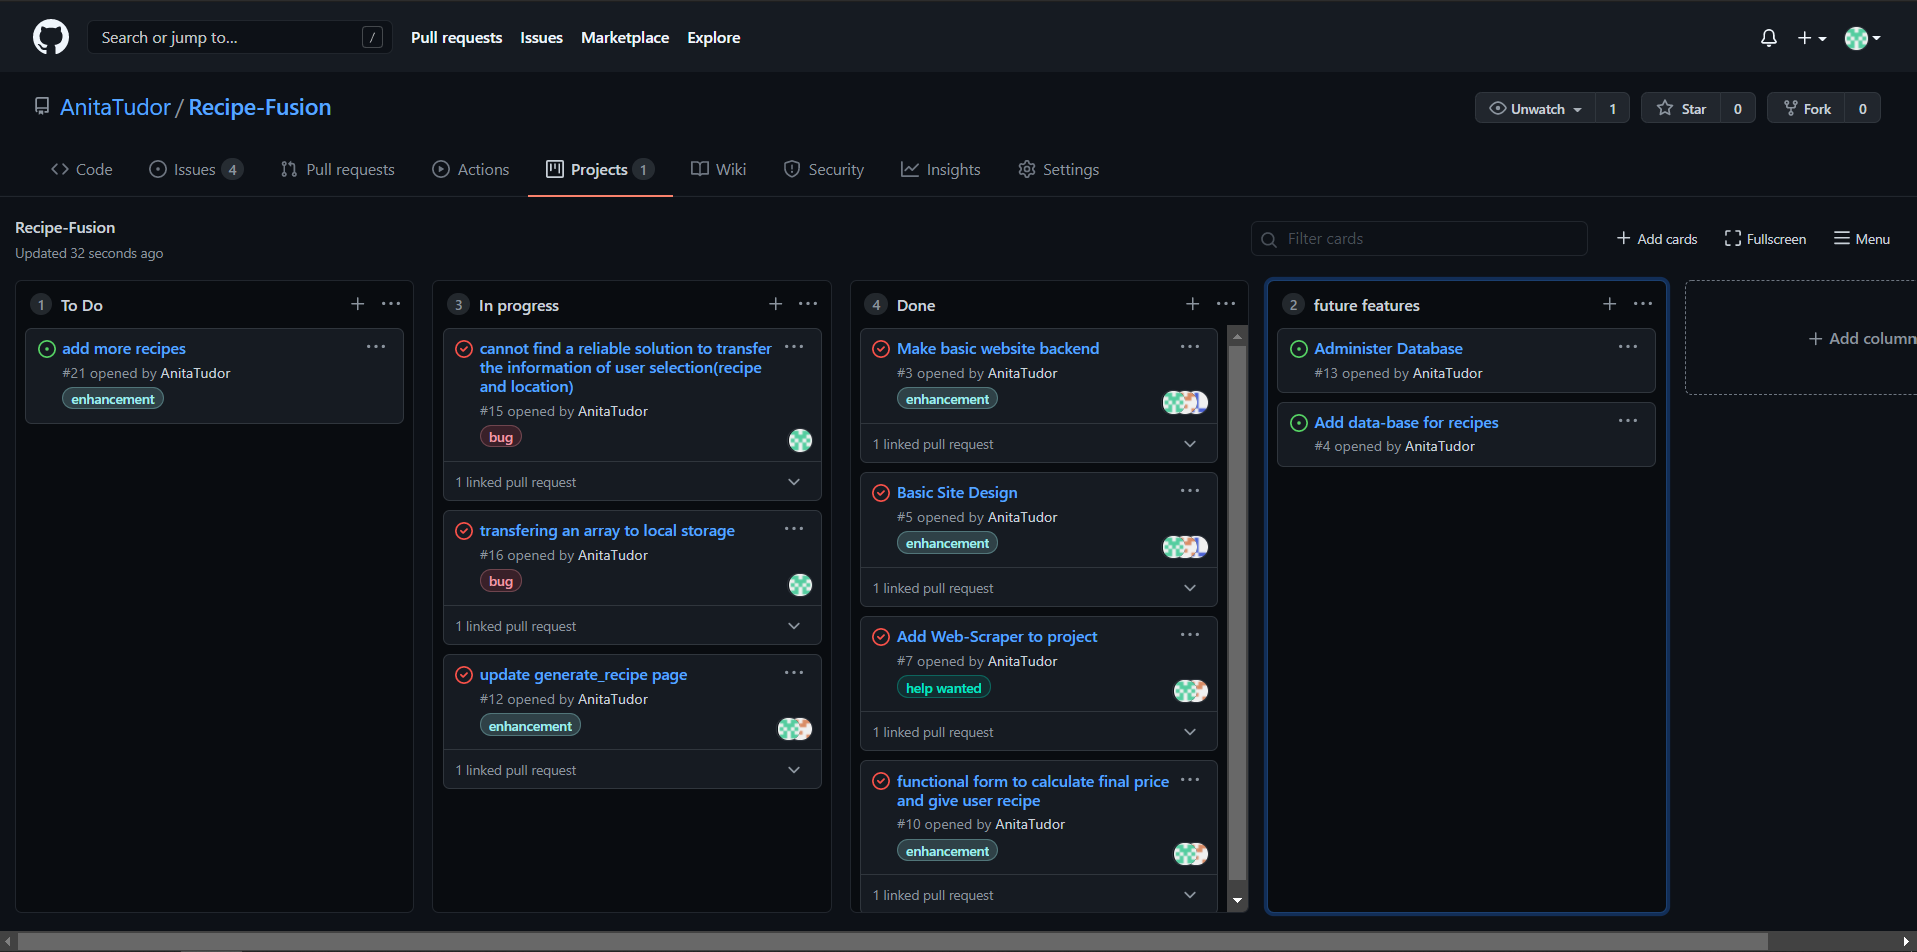 Search or jump to... /
Pull requests Issues Marketplace Explore
AnitaTudor / Recipe-Fusion
Unwatch 1 Star 0 Fork 0
Code Issues 4 Pull requests Actions Projects 1 Wiki Security Insights Settings
Recipe-Fusion
Updated 32 seconds ago
Filter cards
Add cards Fullscreen Menu
1 To Do
add more recipes
#21 opened by AnitaTudor
enhancement
3 In progress
cannot find a reliable solution to transfer
the information of user selection(recipe
and location)
#15 opened by AnitaTudor
bug
1 linked pull request
transfering an array to local storage
#16 opened by AnitaTudor
bug
1 linked pull request
update generate_recipe page
#12 opened by AnitaTudor
enhancement
1 linked pull request
4 Done
Make basic website backend
#3 opened by AnitaTudor
enhancement
1 linked pull request
Basic Site Design
#5 opened by AnitaTudor
enhancement
1 linked pull request
Add Web-Scraper to project
#7 opened by AnitaTudor
help wanted
1 linked pull request
functional form to calculate final price
and give user recipe
#10 opened by AnitaTudor
enhancement
1 linked pull request
2 future features
Administer Database
#13 opened by AnitaTudor
Add data-base for recipes
#4 opened by AnitaTudor
Add column